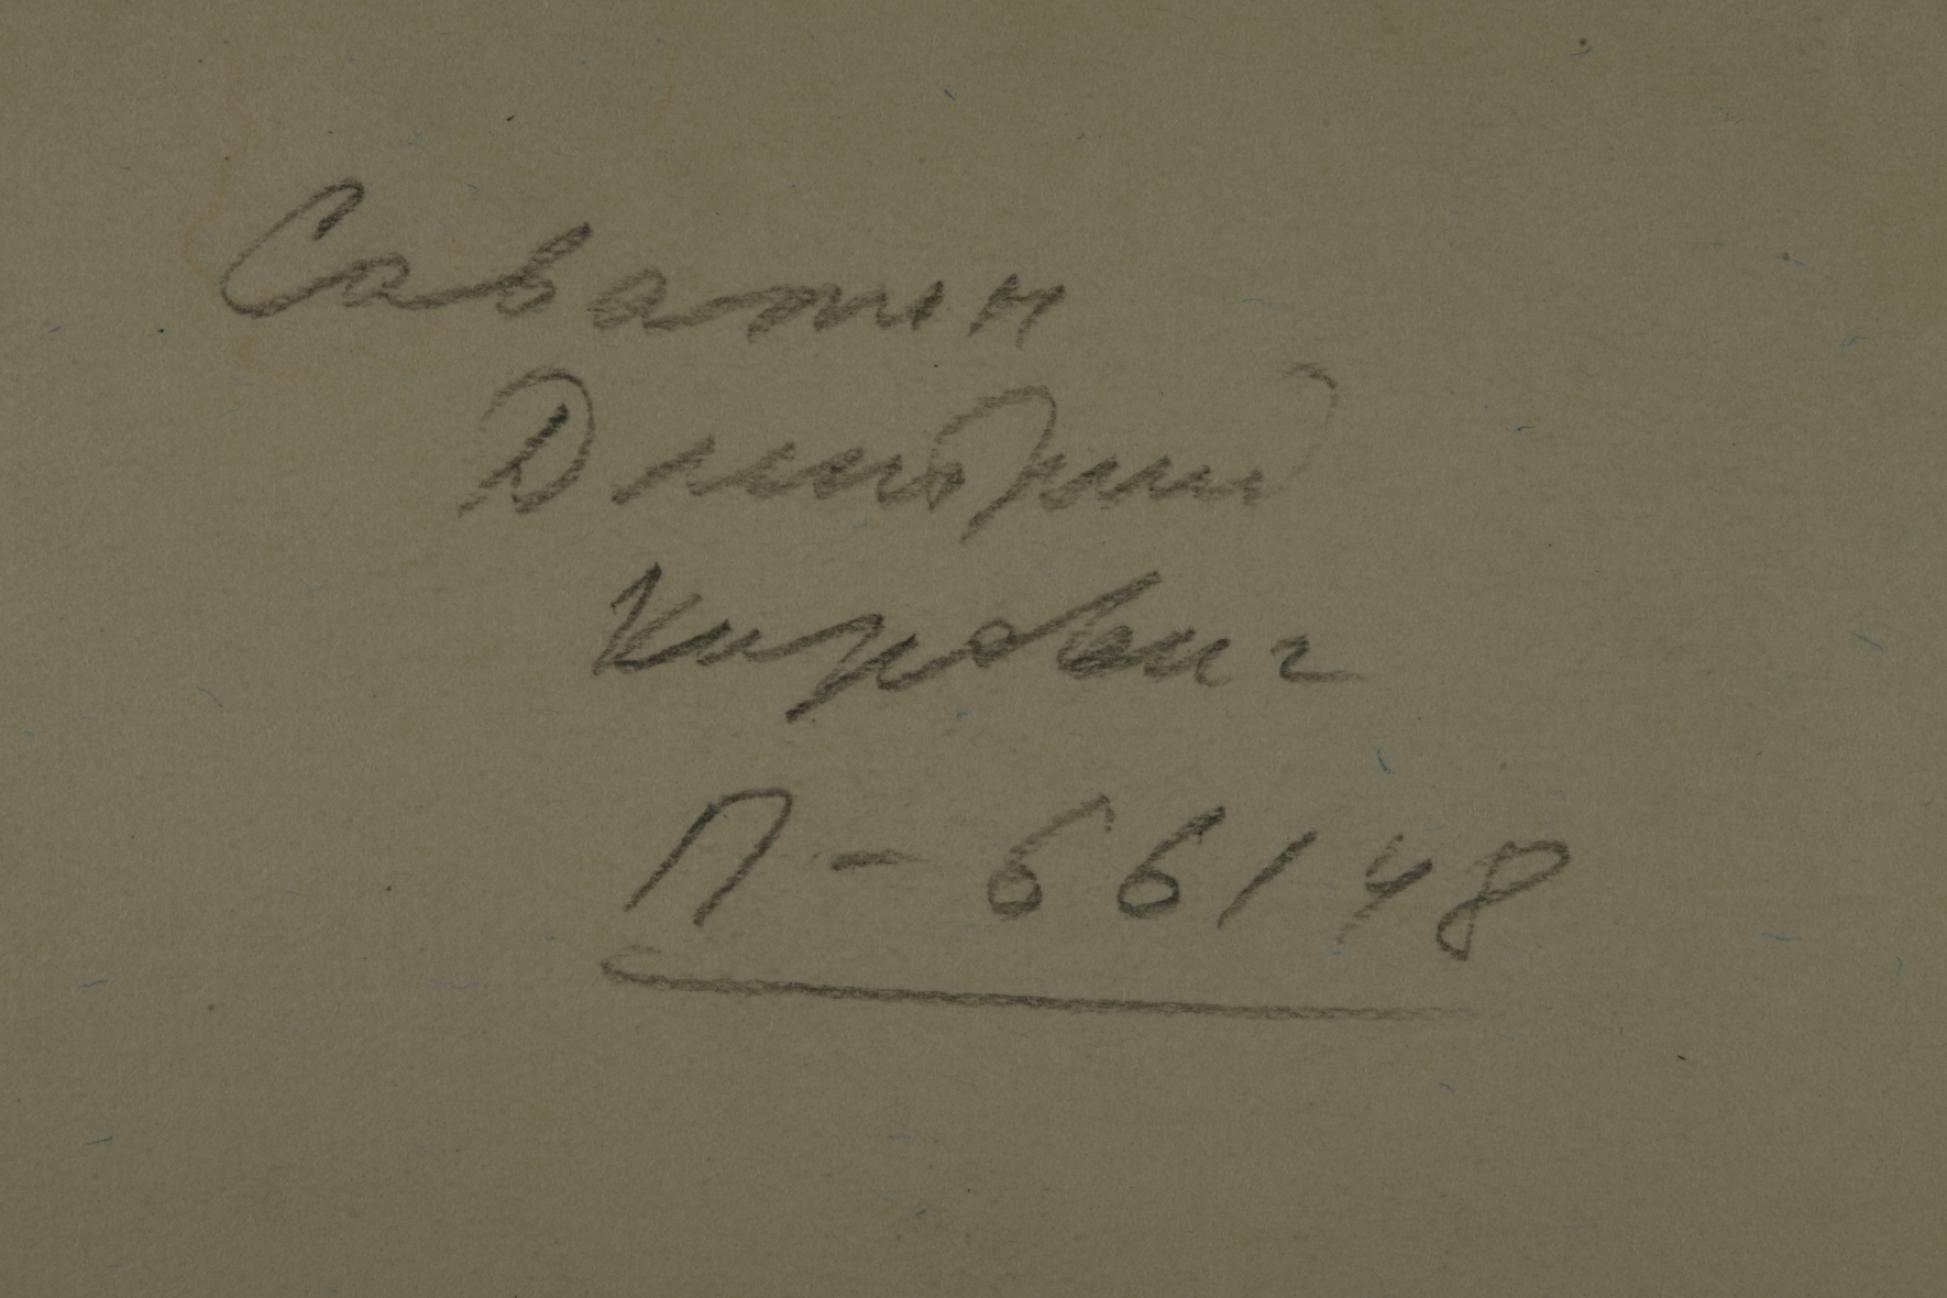 Саватин
Дмитрий
Кирович
П-66148